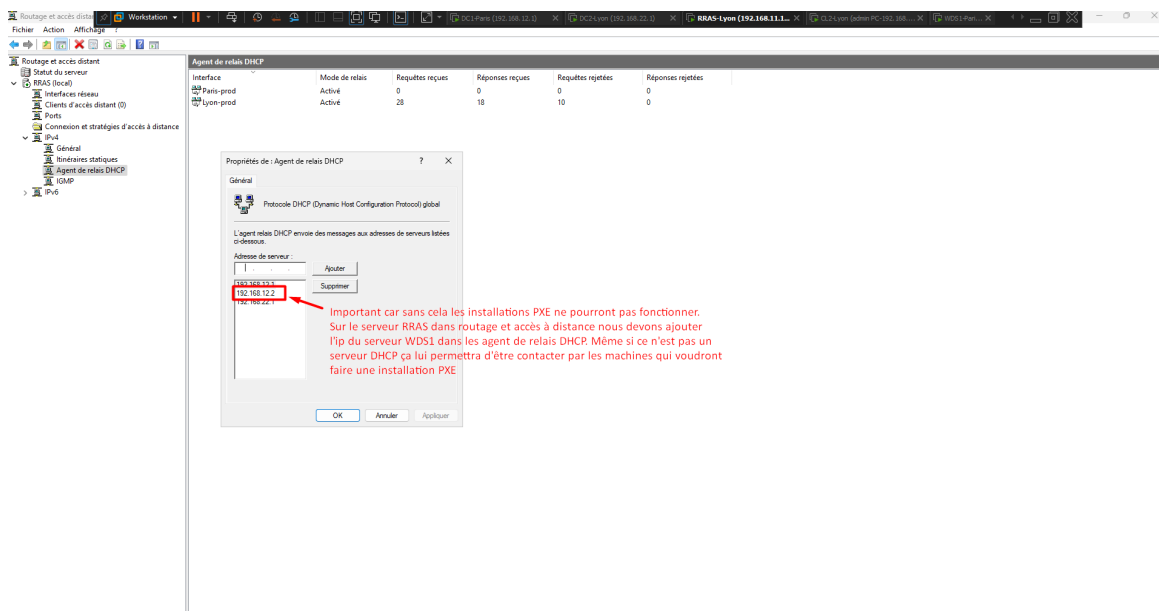 Routage et accès distan
Workstation
DC1-Paris (192.168.12.1)
DC2-Lyon (192.168.22.1)
RRAS-Lyon (192.168.11.1...
CL2-Lyon (admin PC-192.168....
WDS1-Pari...
Fichier Action Affichage ?
Routage et accès distant
Statut du serveur
RRAS (local)
Interfaces réseau
Clients d'accès distant (0)
Ports
Connexion et stratégies d'accès à distance
IPv4
Général
Itinéraires statiques
Agent de relais DHCP
IGMP
IPv6
Agent de relais DHCP
Interface Mode de relais Requêtes reçues Réponses reçues Requêtes rejetées Réponses rejetées
Paris-prod Activé 0 0 0 0
Lyon-prod Activé 28 18 10 0
Propriétés de : Agent de relais DHCP ? X
Général
Protocole DHCP (Dynamic Host Configuration Protocol) global
L'agent relais DHCP envoie des messages aux adresses de serveurs listées
ci-dessous.
Adresse de serveur :
Ajouter
Supprimer
192.168.12.1
192.168.12.2
192.168.22.1
Important car sans cela les installations PXE ne pourront pas fonctionner.
Sur le serveur RRAS dans routage et accès à distance nous devons ajouter
l'ip du serveur WDS1 dans les agent de relais DHCP. Même si ce n'est pas un
serveur DHCP ça lui permettra d'être contacter par les machines qui voudront
faire une installation PXE
OK Annuler Appliquer